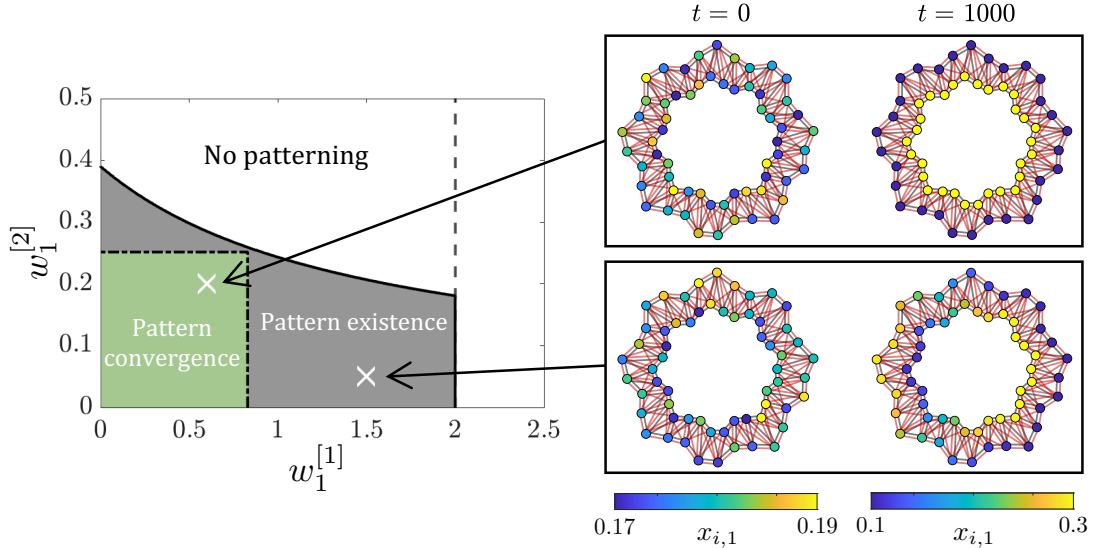 t = 0
t = 1000
0.5
0.4
0.3
0.2
0.1
0
w_1^{[2]}
No patterning
Pattern
convergence
Pattern existence
0
0.5
1
1.5
2
2.5
w_1^{[1]}
0.17
x_{i,1}
0.19
0.1
x_{i,1}
0.3